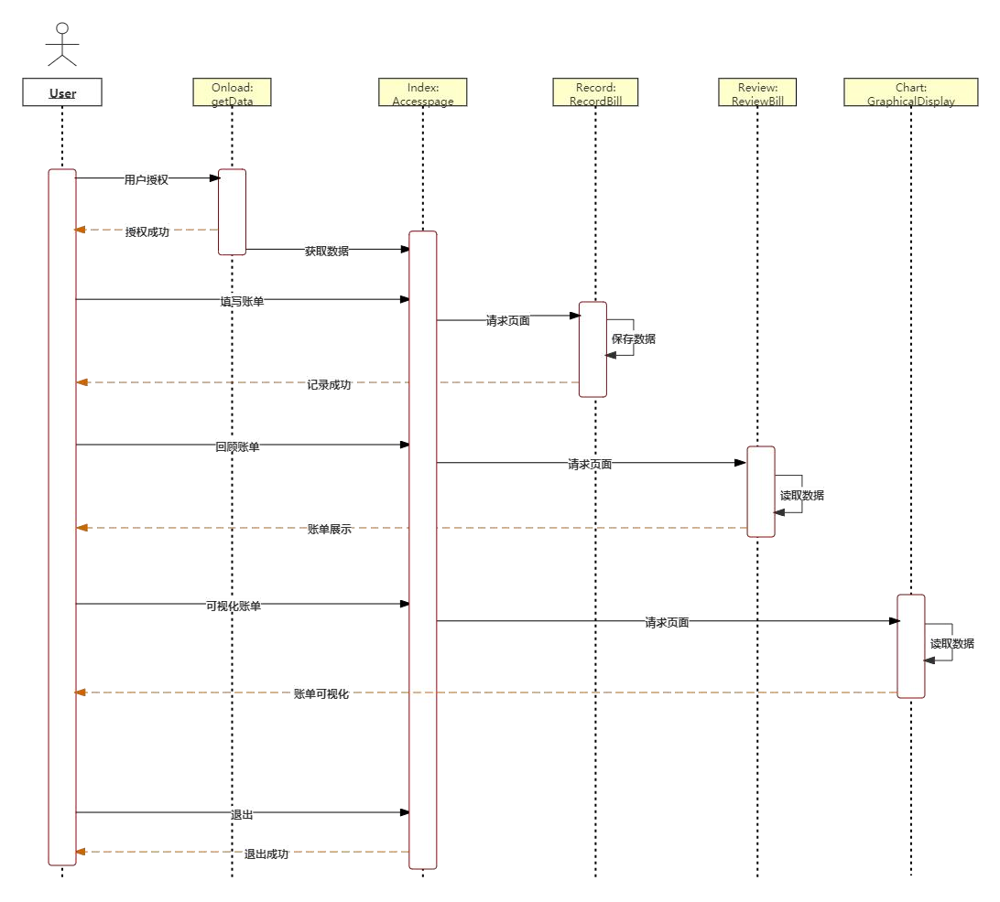 User
Onload:
getData
Index:
Accesspage
Record:
RecordBill
Review:
ReviewBill
Chart:
GraphicalDisplay
用户授权
授权成功
获取数据
填写账单
请求页面
保存数据
记录成功
回顾账单
请求页面
读取数据
账单展示
可视化账单
请求页面
读取数据
账单可视化
退出
退出成功